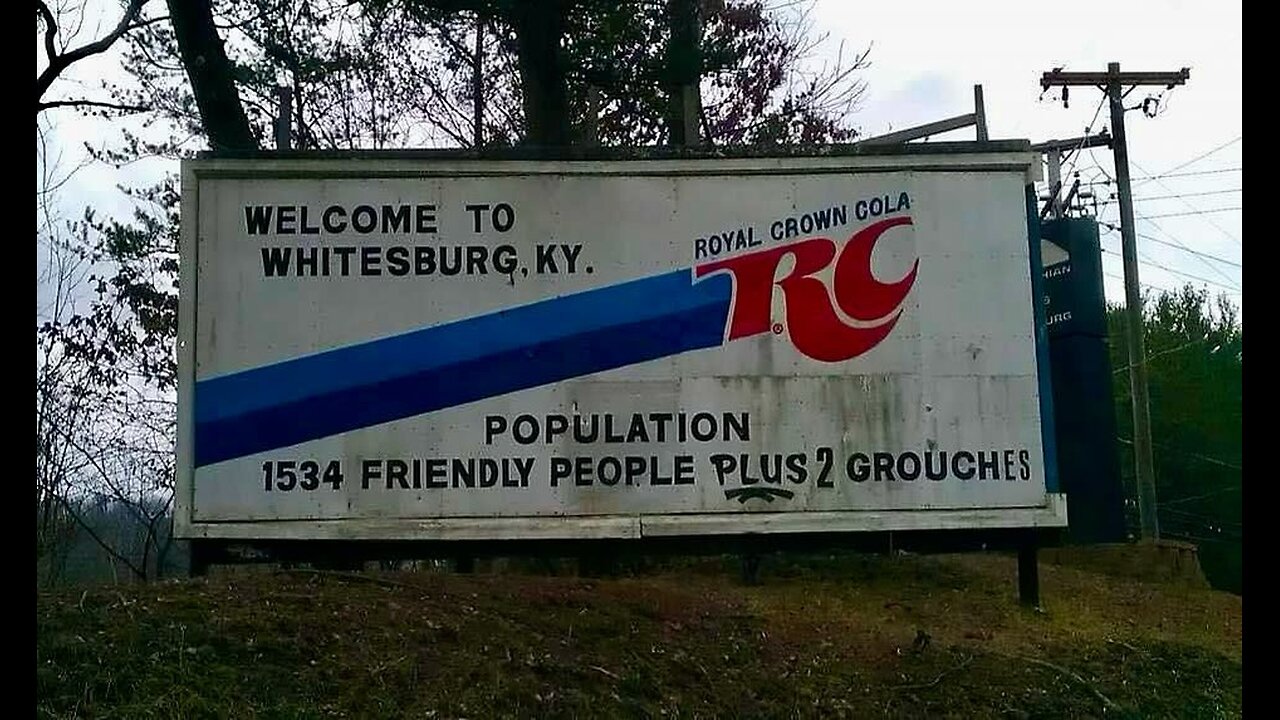 WELCOME TO
WHITESBURG, KY.
ROYAL CROWN COLA
RC
®
POPULATION
1534 FRIENDLY PEOPLE PLUS 2 GROUCHES